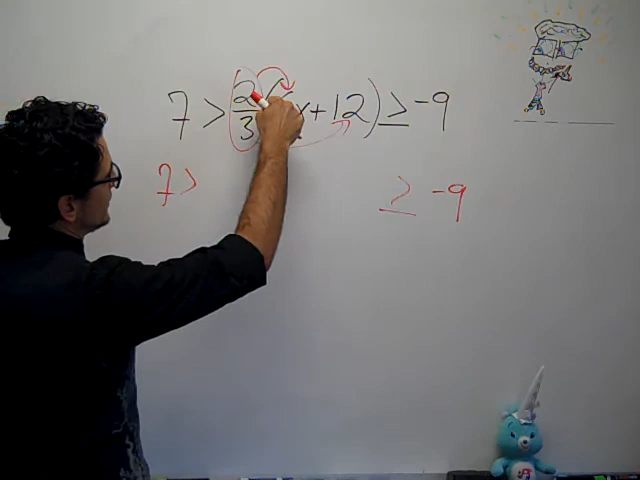 7 > 2/3 x + 12) ≥ -9
7 > ≥ -9